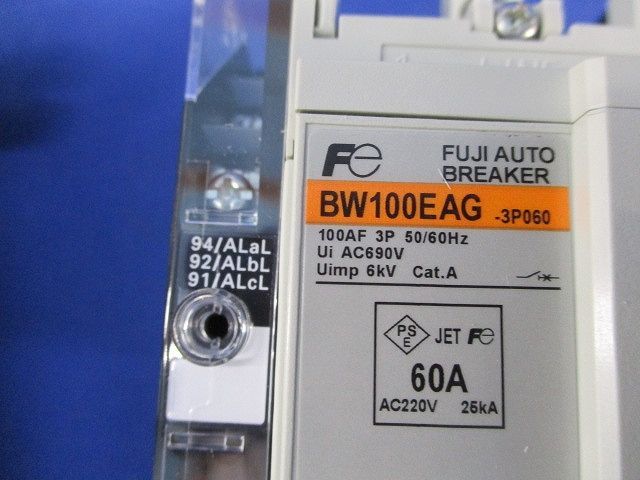 Fe
FUJI AUTO
BREAKER
BW100EAG -3P060
100AF 3P 50/60Hz
Ui AC690V
Uimp 6kV Cat.A
PS
E
JET Fe
60A
AC220V 25kA
94/ALaL
92/ALbL
91/ALcL